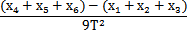 (x₄ + x₅ + x₆) − (x₁ + x₂ + x₃)
9T²